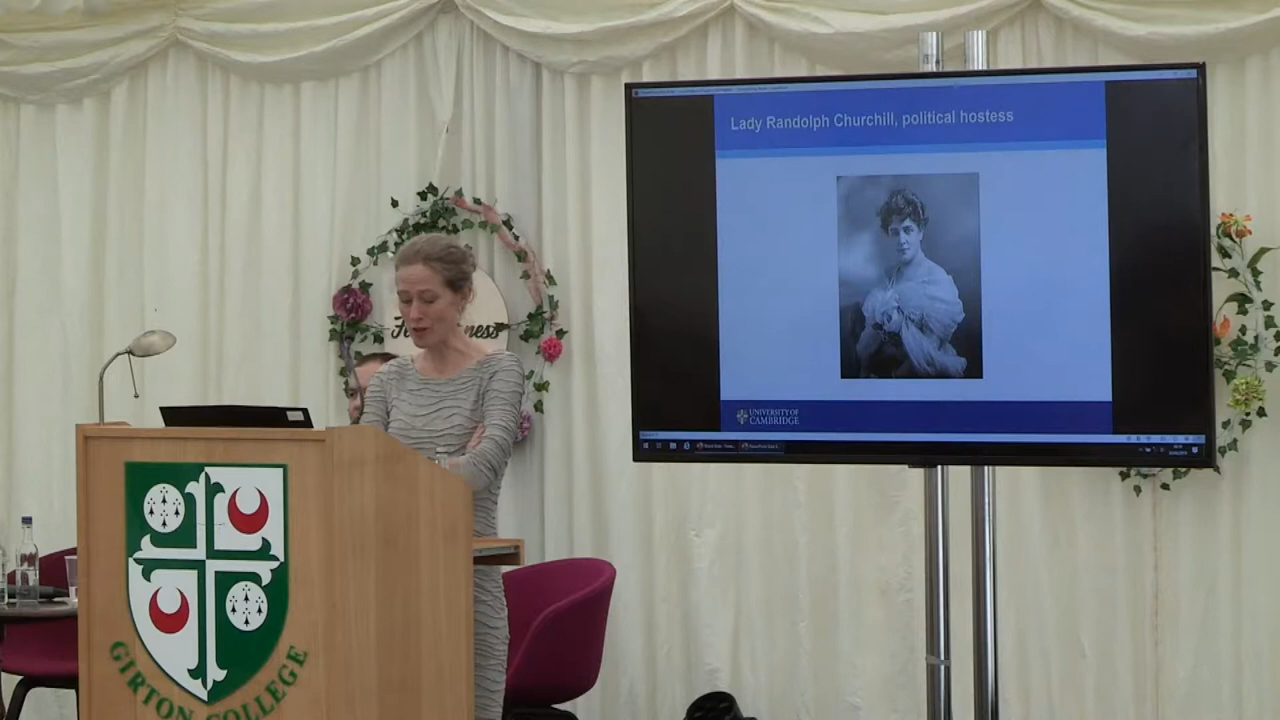 Lady Randolph Churchill, political hostess
UNIVERSITY OF
CAMBRIDGE
GIRTON COLLEGE